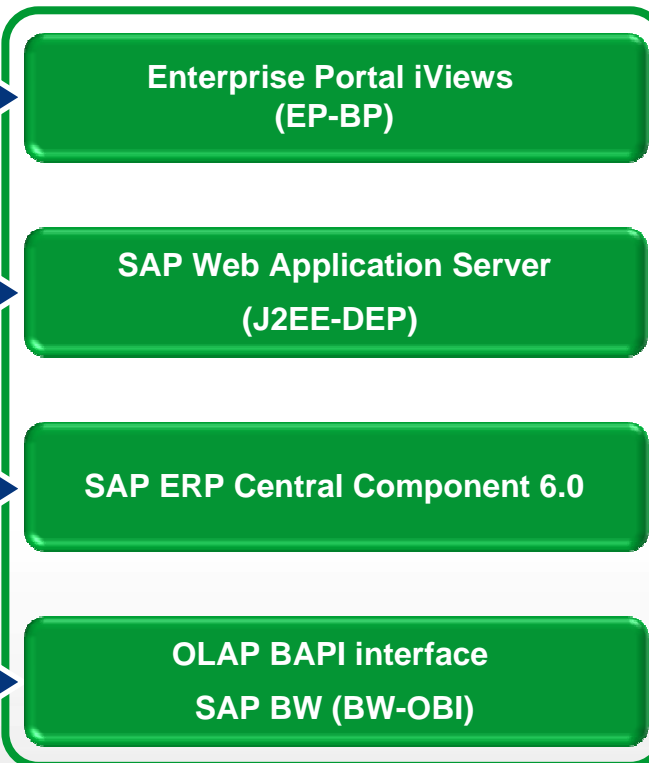 Enterprise Portal iViews
(EP-BP)
SAP Web Application Server
(J2EE-DEP)
SAP ERP Central Component 6.0
OLAP BAPI interface
SAP BW (BW-OBI)